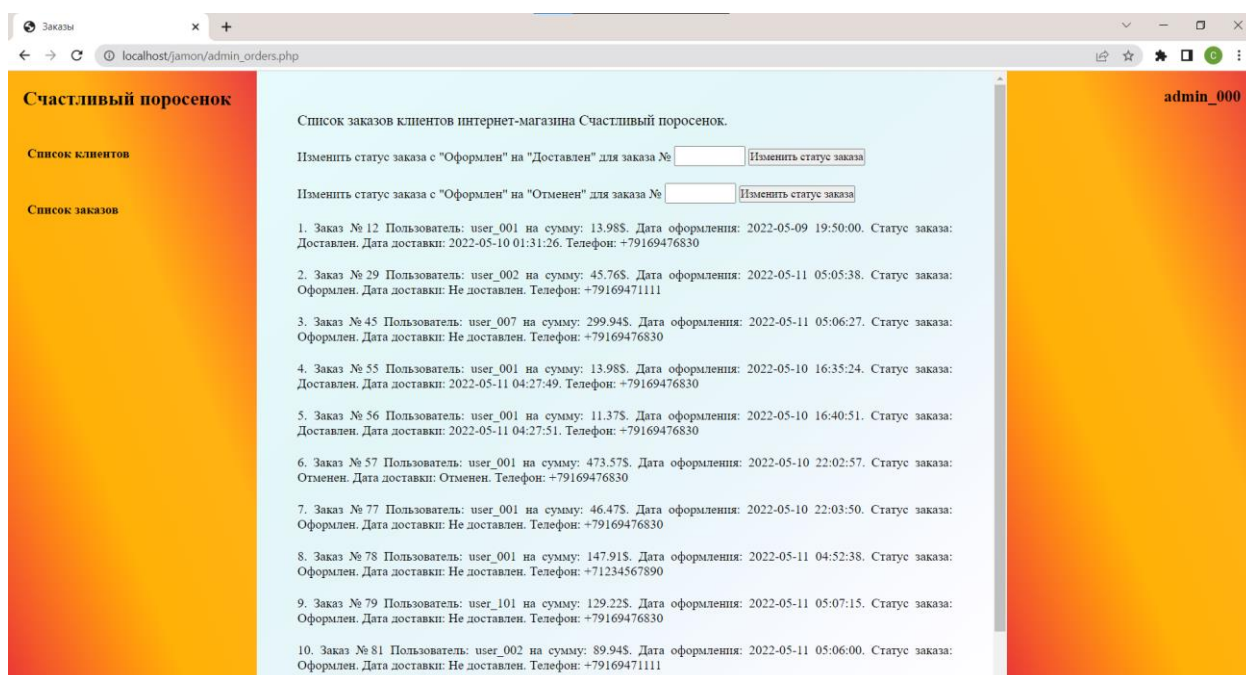 Заказы
localhost/jamon/admin_orders.php
C
Счастливый поросенок
admin_000
Список клиентов
Список заказов
Список заказов клиентов интернет-магазина Счастливый поросенок.
Изменить статус заказа с "Оформлен" на "Доставлен" для заказа № Изменить статус заказа
Изменить статус заказа с "Оформлен" на "Отменен" для заказа № Изменить статус заказа
1. Заказ № 12 Пользователь: user_001 на сумму: 13.98$. Дата оформления: 2022-05-09 19:50:00. Статус заказа:
Доставлен. Дата доставки: 2022-05-10 01:31:26. Телефон: +79169476830
2. Заказ № 29 Пользователь: user_002 на сумму: 45.76$. Дата оформления: 2022-05-11 05:05:38. Статус заказа:
Оформлен. Дата доставки: Не доставлен. Телефон: +79169471111
3. Заказ № 45 Пользователь: user_007 на сумму: 299.94$. Дата оформления: 2022-05-11 05:06:27. Статус заказа:
Оформлен. Дата доставки: Не доставлен. Телефон: +79169476830
4. Заказ № 55 Пользователь: user_001 на сумму: 13.98$. Дата оформления: 2022-05-10 16:35:24. Статус заказа:
Доставлен. Дата доставки: 2022-05-11 04:27:49. Телефон: +79169476830
5. Заказ № 56 Пользователь: user_001 на сумму: 11.37$. Дата оформления: 2022-05-10 16:40:51. Статус заказа:
Доставлен. Дата доставки: 2022-05-11 04:27:51. Телефон: +79169476830
6. Заказ № 57 Пользователь: user_001 на сумму: 473.57$. Дата оформления: 2022-05-10 22:02:57. Статус заказа:
Отменен. Дата доставки: Отменен. Телефон: +79169476830
7. Заказ № 77 Пользователь: user_001 на сумму: 46.47$. Дата оформления: 2022-05-10 22:03:50. Статус заказа:
Оформлен. Дата доставки: Не доставлен. Телефон: +79169476830
8. Заказ № 78 Пользователь: user_001 на сумму: 147.91$. Дата оформления: 2022-05-11 04:52:38. Статус заказа:
Оформлен. Дата доставки: Не доставлен. Телефон: +71234567890
9. Заказ № 79 Пользователь: user_101 на сумму: 129.22$. Дата оформления: 2022-05-11 05:07:15. Статус заказа:
Оформлен. Дата доставки: Не доставлен. Телефон: +79169476830
10. Заказ № 81 Пользователь: user_002 на сумму: 89.94$. Дата оформления: 2022-05-11 05:06:00. Статус заказа:
Оформлен. Дата доставки: Не доставлен. Телефон: +79169471111